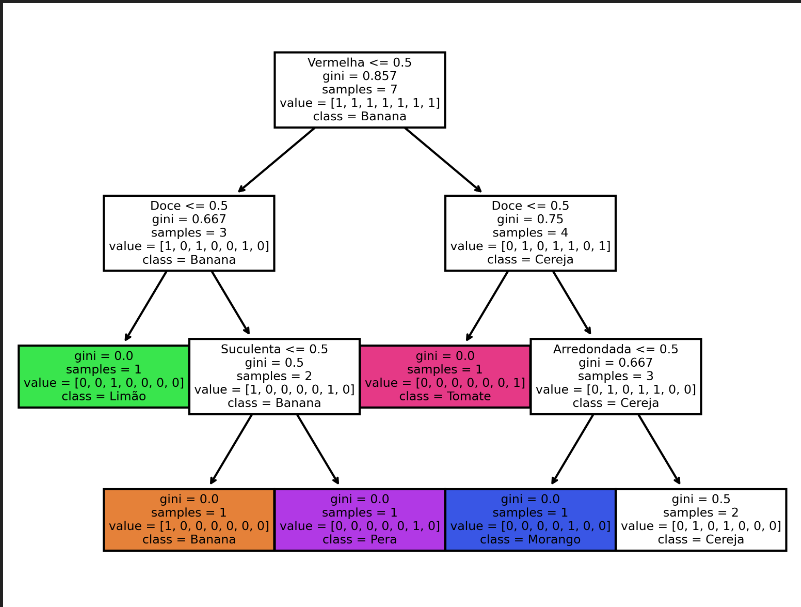 Vermelha <= 0.5
gini = 0.857
samples = 7
value = [1, 1, 1, 1, 1, 1, 1]
class = Banana
Doce <= 0.5
gini = 0.667
samples = 3
value = [1, 0, 1, 0, 0, 1, 0]
class = Banana
Doce <= 0.5
gini = 0.75
samples = 4
value = [0, 1, 0, 1, 1, 0, 1]
class = Cereja
gini = 0.0
samples = 1
value = [0, 0, 1, 0, 0, 0, 0]
class = Limão
Suculenta <= 0.5
gini = 0.5
samples = 2
value = [1, 0, 0, 0, 0, 1, 0]
class = Banana
gini = 0.0
samples = 1
value = [0, 0, 0, 0, 0, 0, 1]
class = Tomate
Arredondada <= 0.5
gini = 0.667
samples = 3
value = [0, 1, 0, 1, 1, 0, 0]
class = Cereja
gini = 0.0
samples = 1
value = [1, 0, 0, 0, 0, 0, 0]
class = Banana
gini = 0.0
samples = 1
value = [0, 0, 0, 0, 0, 1, 0]
class = Pera
gini = 0.0
samples = 1
value = [0, 0, 0, 0, 1, 0, 0]
class = Morango
gini = 0.5
samples = 2
value = [0, 1, 0, 1, 0, 0, 0]
class = Cereja